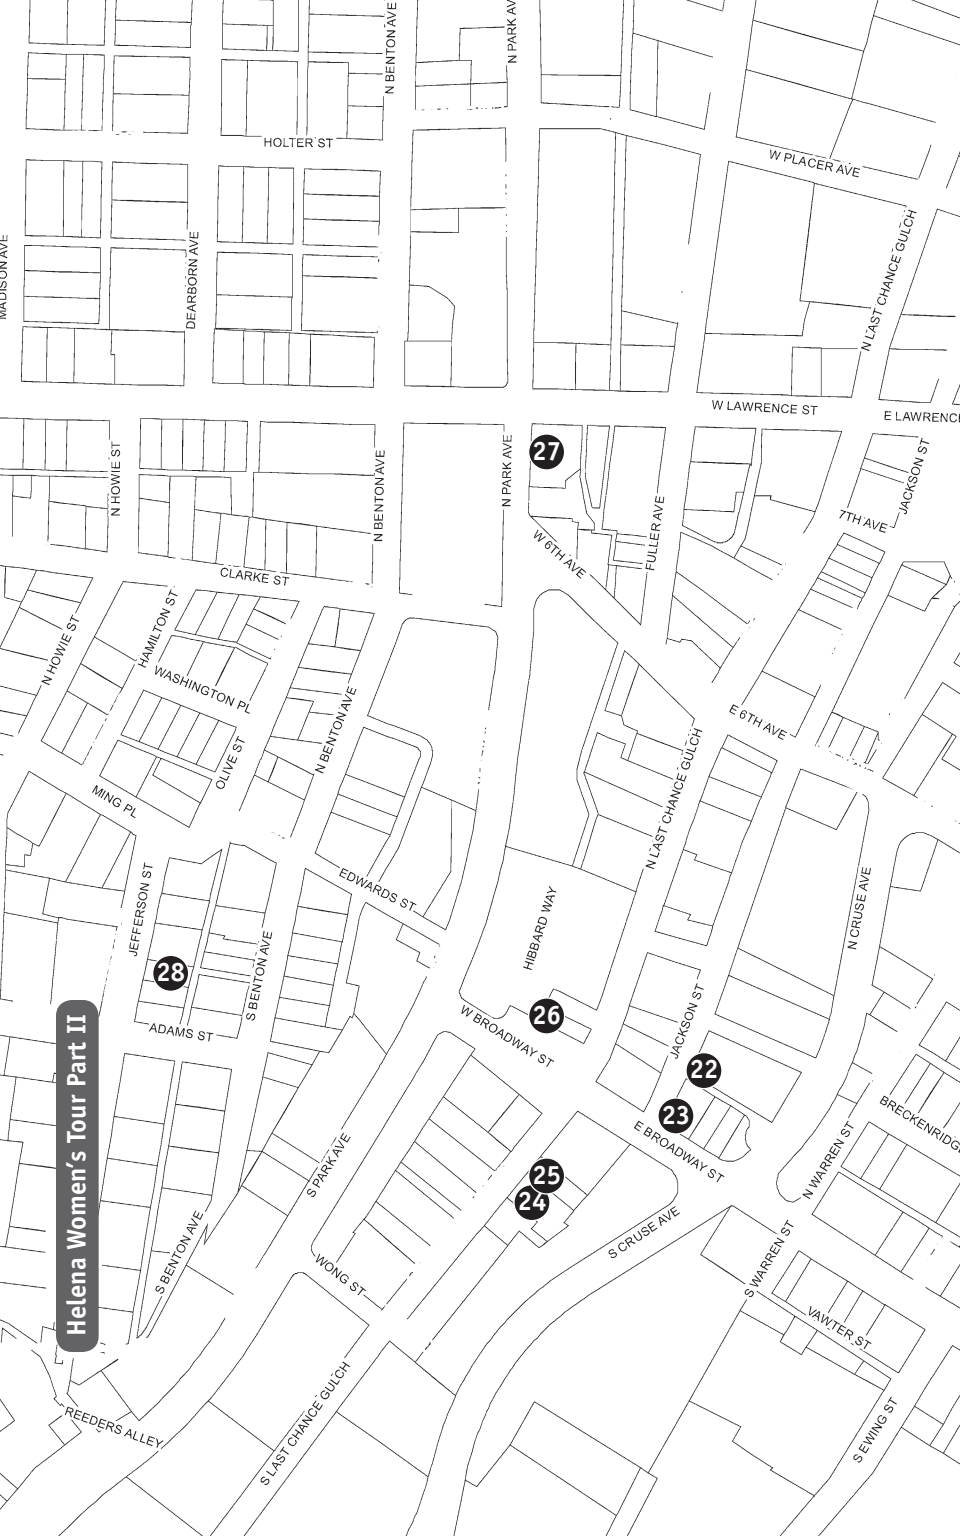 N BENTON AVE
N PARK AV
HOLTER ST
W PLACER AVE
MADISON AVE
DEARBORN AVE
N LAST CHANCE GULCH
W LAWRENCE ST
E LAWRENC
N HOWIE ST
N BENTON AVE
N PARK AVE
27
JACKSON ST
7TH AVE
FULLER AVE
W 6TH AVE
CLARKE ST
N HOWIE ST
HAMILTON ST
WASHINGTON PL
N BENTON AVE
OLIVE ST
E 6TH AVE
N LAST CHANCE GULCH
MING PL
JEFFERSON ST
EDWARDS ST
N CRUSE AVE
HIBBARD WAY
28
S BENTON AVE
ADAMS ST
26
W BROADWAY ST
JACKSON ST
22
23
E BROADWAY ST
BRECKENRIDG
N WARREN ST
S PARK AVE
25
24
S CRUSE AVE
S BENTON AVE
WONG ST
S WARREN ST
VAWTER ST
Helena Women's Tour Part II
REEDERS ALLEY
S LAST CHANCE GULCH
S EWING ST